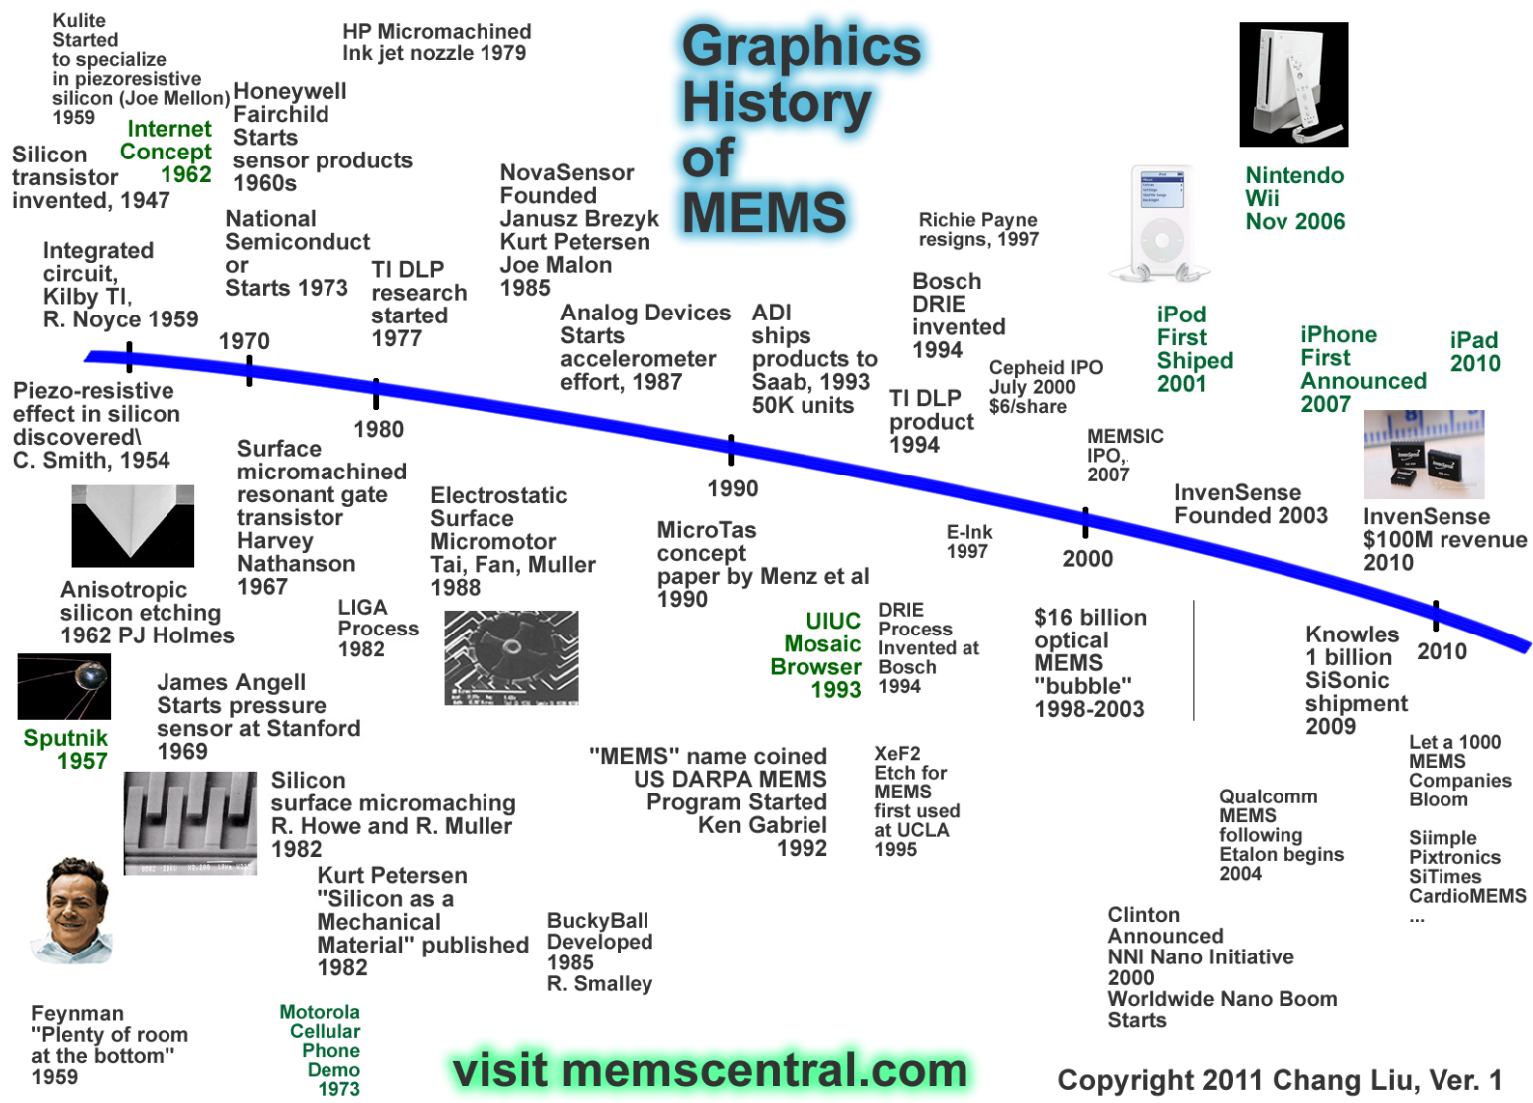 Graphics
History
of
MEMS
Kulite
Started
to specialize
in piezoresistive
silicon (Joe Mellon)
1959
HP Micromachined
Ink jet nozzle 1979
Honeywell
Fairchild
Starts
sensor products
1960s
Internet
Concept
1962
Silicon
transistor
invented, 1947
National
Semiconduct
or
Starts 1973
Integrated
circuit,
Kilby TI,
R. Noyce 1959
TI DLP
research
started
1977
NovaSensor
Founded
Janusz Brezyk
Kurt Petersen
Joe Malon
1985
Analog Devices
Starts
accelerometer
effort, 1987
ADI
ships
products to
Saab, 1993
50K units
Richie Payne
resigns, 1997
Bosch
DRIE
invented
1994
TI DLP
product
1994
Cepheid IPO
July 2000
$6/share
MEMSIC
IPO,
2007
iPod
First
Shiped
2001
Nintendo
Wii
Nov 2006
iPhone
First
Announced
2007
iPad
2010
InvenSense
Founded 2003
InvenSense
$100M revenue
2010
1970
1980
1990
2000
2010
Piezo-resistive
effect in silicon
discovered\
C. Smith, 1954
Surface
micromachined
resonant gate
transistor
Harvey
Nathanson
1967
Electrostatic
Surface
Micromotor
Tai, Fan, Muller
1988
MicroTas
concept
paper by Menz et al
1990
E-Ink
1997
Anisotropic
silicon etching
1962 PJ Holmes
LIGA
Process
1982
UIUC
Mosaic
Browser
1993
DRIE
Process
Invented at
Bosch
1994
$16 billion
optical
MEMS
"bubble"
1998-2003
Knowles
1 billion
SiSonic
shipment
2009
Sputnik
1957
James Angell
Starts pressure
sensor at Stanford
1969
Silicon
surface micromaching
R. Howe and R. Muller
1982
"MEMS" name coined
US DARPA MEMS
Program Started
Ken Gabriel
1992
XeF2
Etch for
MEMS
first used
at UCLA
1995
Qualcomm
MEMS
following
Etalon begins
2004
Let a 1000
MEMS
Companies
Bloom
Siimple
Pixtronics
SiTimes
CardioMEMS
...
Kurt Petersen
"Silicon as a
Mechanical
Material" published
1982
BuckyBall
Developed
1985
R. Smalley
Clinton
Announced
NNI Nano Initiative
2000
Worldwide Nano Boom
Starts
Feynman
"Plenty of room
at the bottom"
1959
Motorola
Cellular
Phone
Demo
1973
visit memscentral.com
Copyright 2011 Chang Liu, Ver. 1